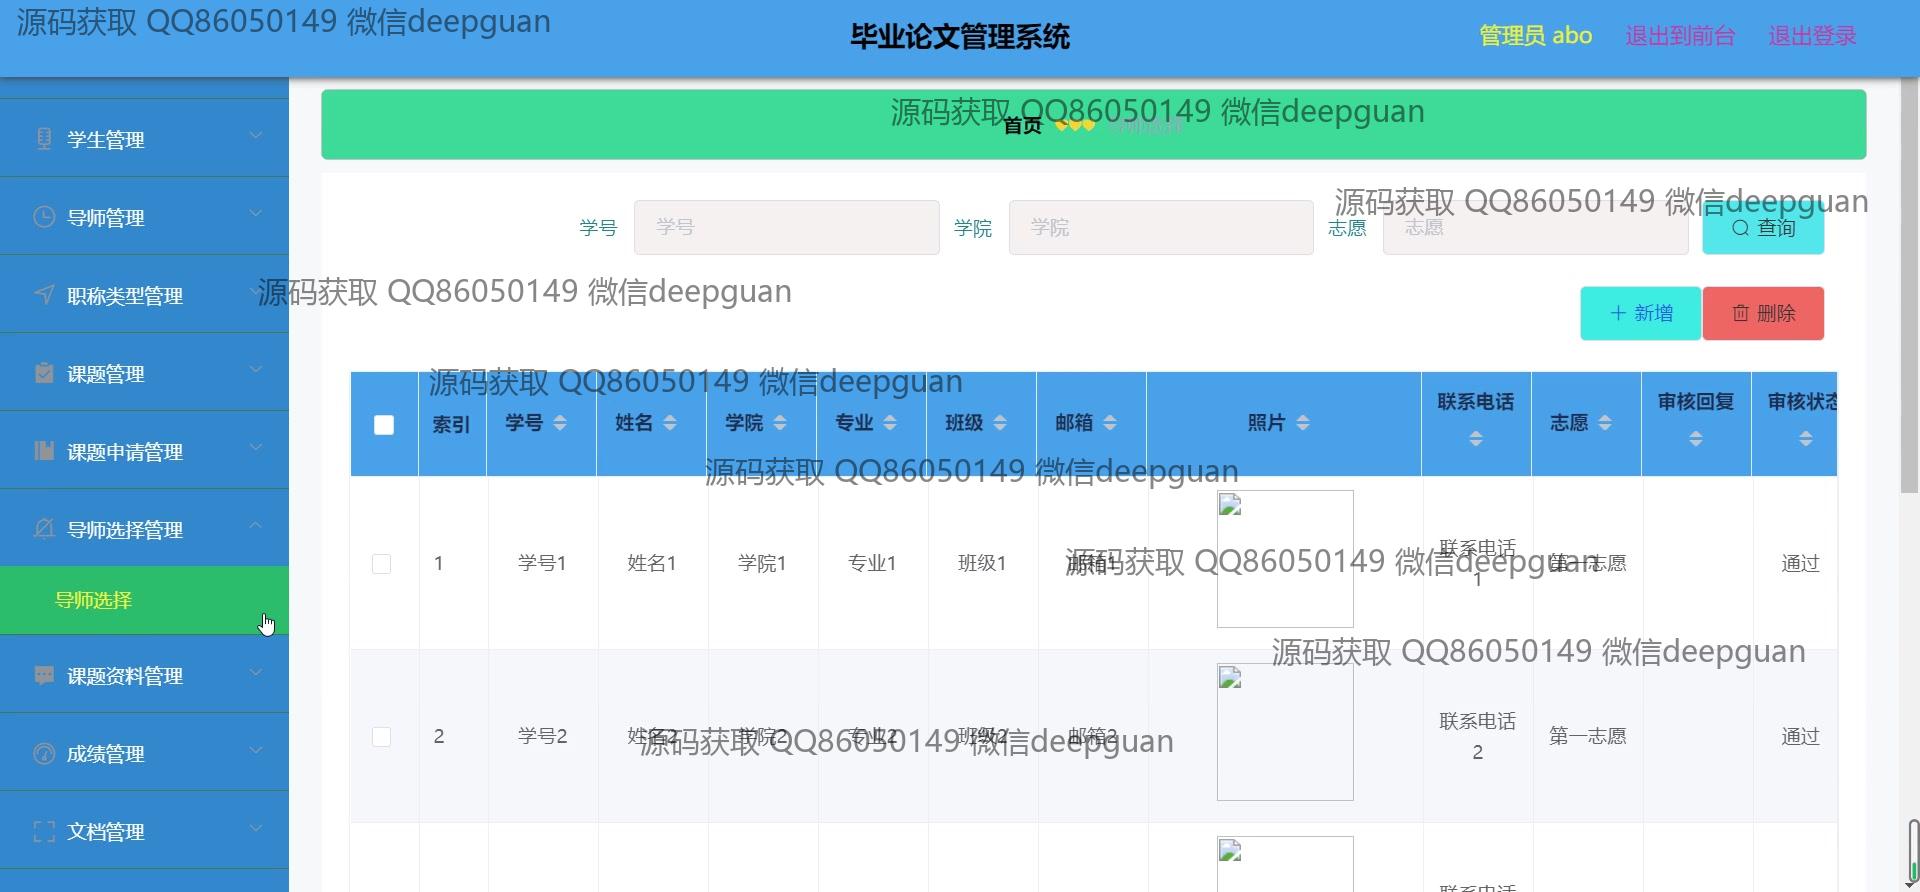 源码获取 QQ86050149 微信deepguan
毕业论文管理系统
管理员 abo
退出到前台
退出登录
源码获取 QQ86050149 微信deepguan
首页
导师选择
学生管理
导师管理
职称类型管理
课题管理
课题申请管理
导师选择管理
导师选择
课题资料管理
成绩管理
文档管理
源码获取 QQ86050149 微信deepguan
学号 学号 学院 学院 志愿 志愿 查询
源码获取 QQ86050149 微信deepguan
新增 删除
源码获取 QQ86050149 微信deepguan
索引 学号 姓名 学院 专业 班级 邮箱 照片 联系电话 志愿 审核回复 审核状态
源码获取 QQ86050149 微信deepguan
1 学号1 姓名1 学院1 专业1 班级1 邮箱1 联系电话1 第一志愿 通过
源码获取 QQ86050149 微信deepguan
源码获取 QQ86050149 微信deepguan
2 学号2 姓名2 学院2 专业2 班级2 邮箱2 联系电话2 第一志愿 通过
源码获取 QQ86050149 微信deepguan
联系电话